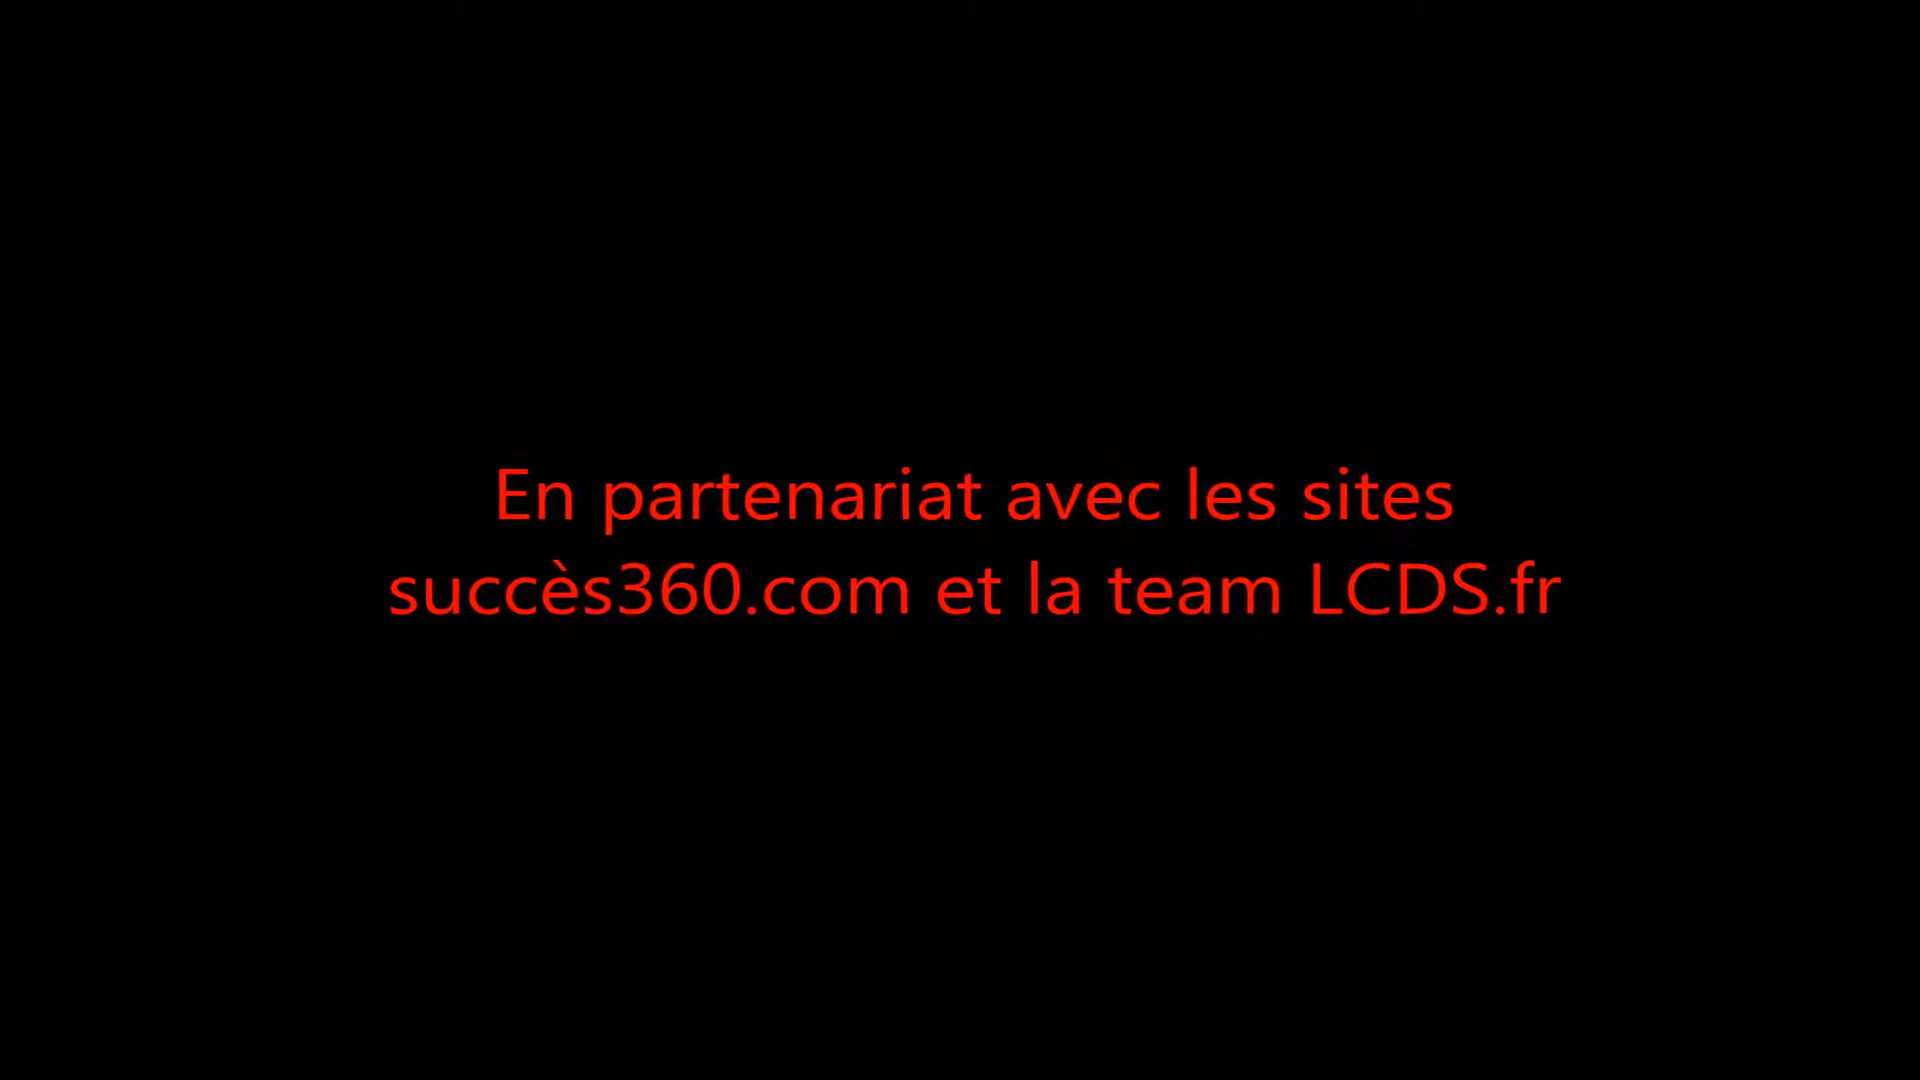 En partenariat avec les sites
succès360.com et la team LCDS.fr